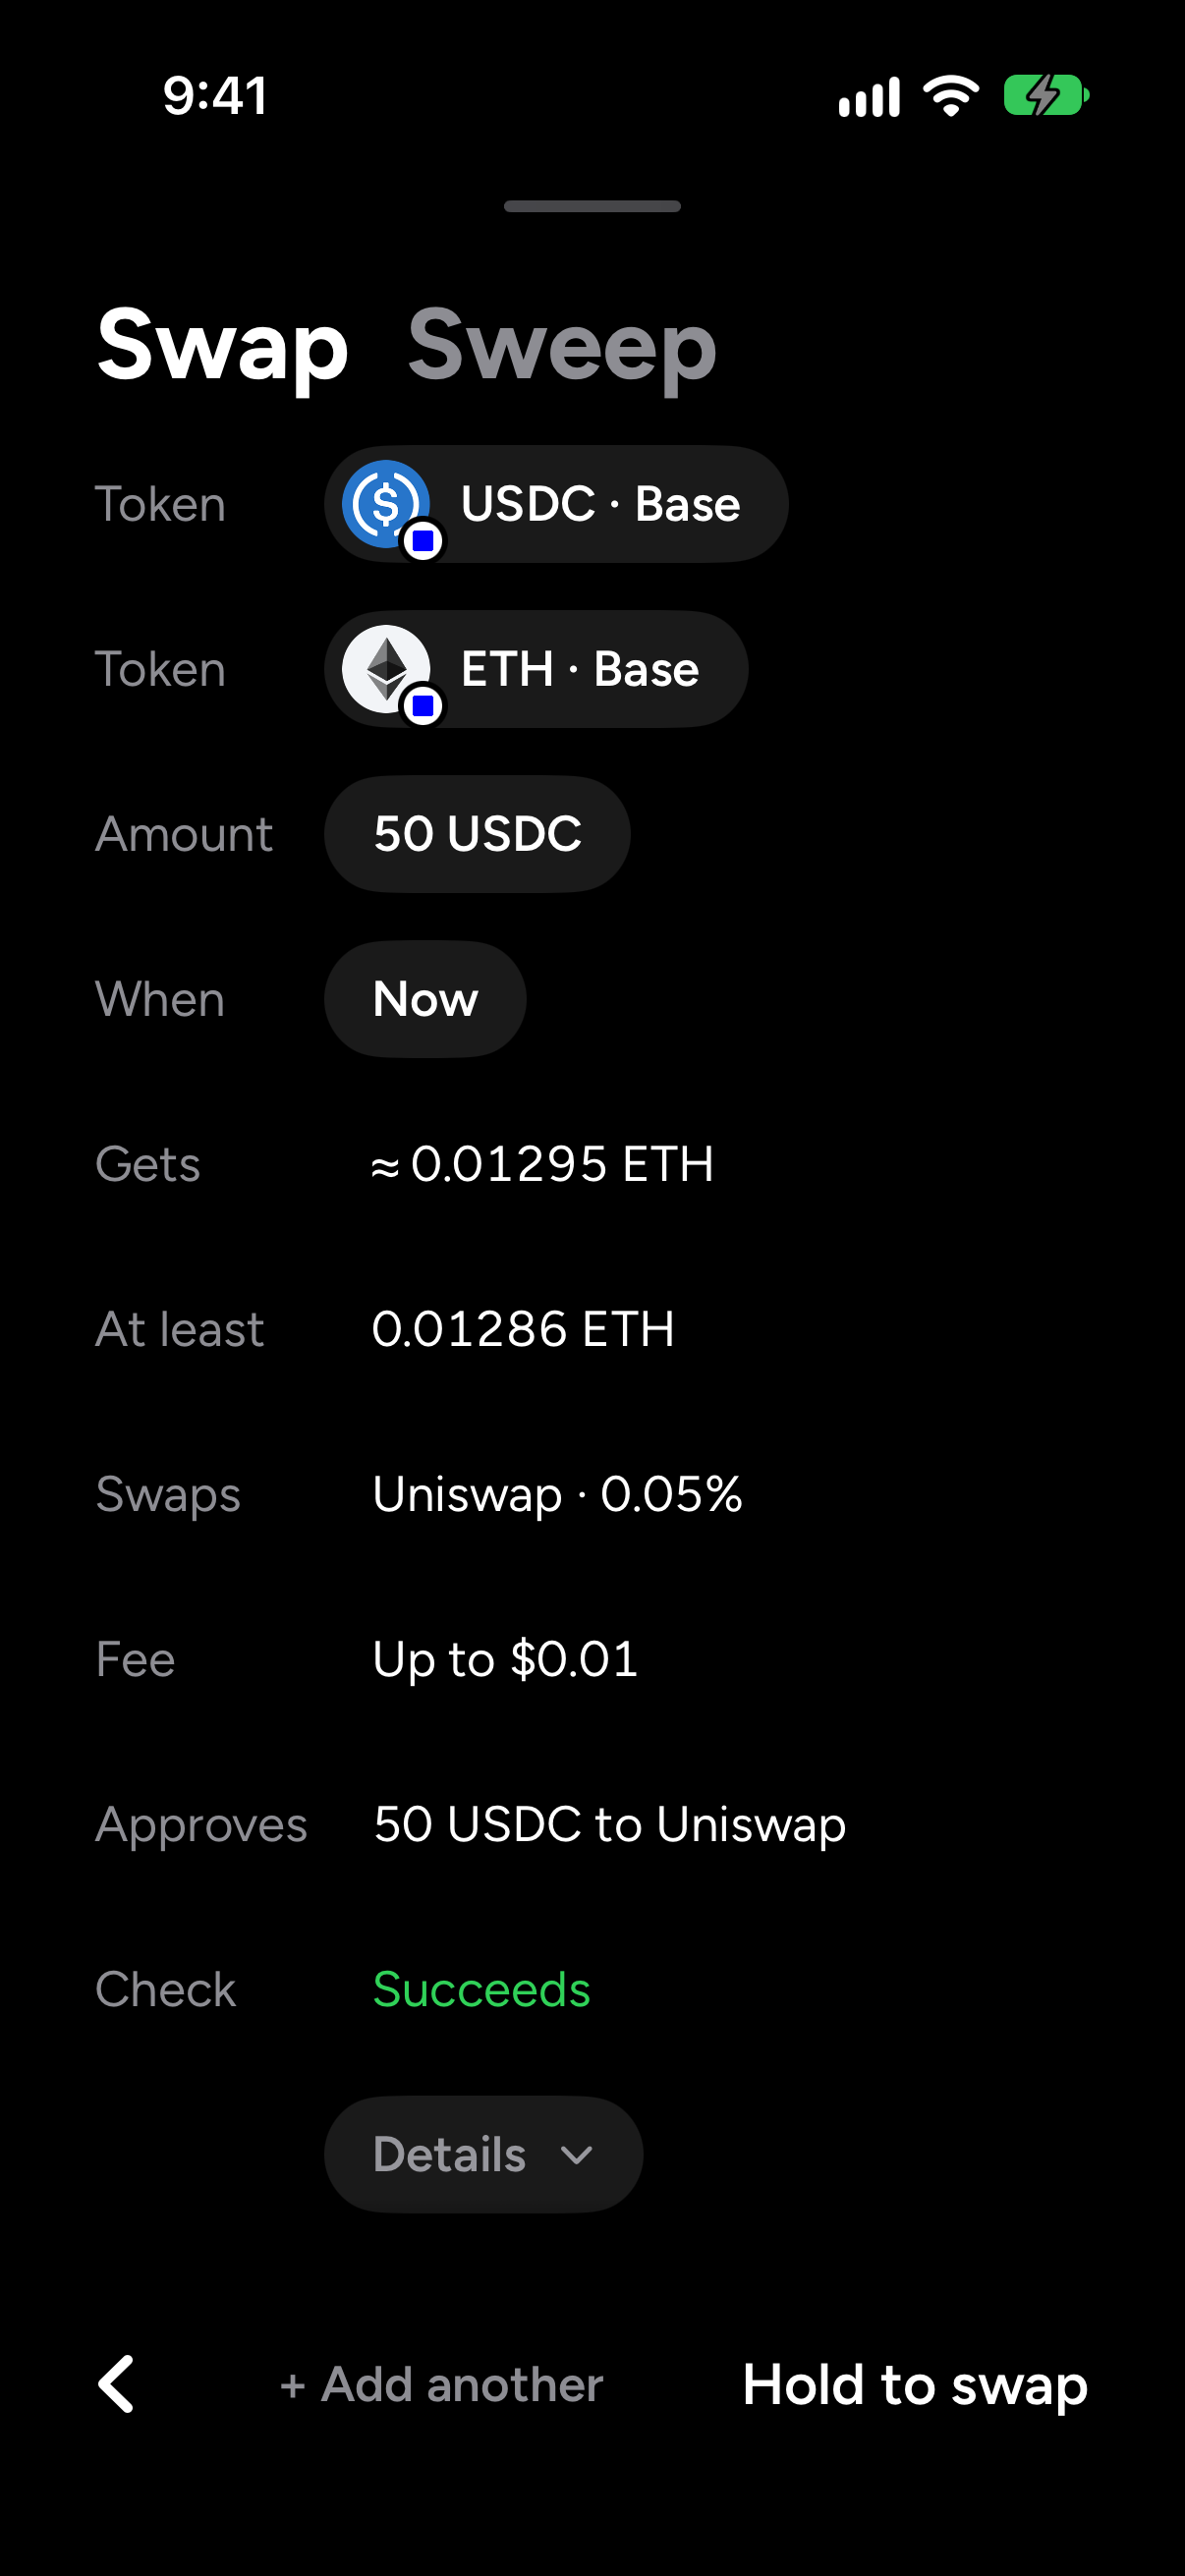 9:41
Swap Sweep
Token USDC · Base
Token ETH · Base
Amount 50 USDC
When Now
Gets ≈ 0.01295 ETH
At least 0.01286 ETH
Swaps Uniswap · 0.05%
Fee Up to $0.01
Approves 50 USDC to Uniswap
Check Succeeds
Details
+ Add another Hold to swap